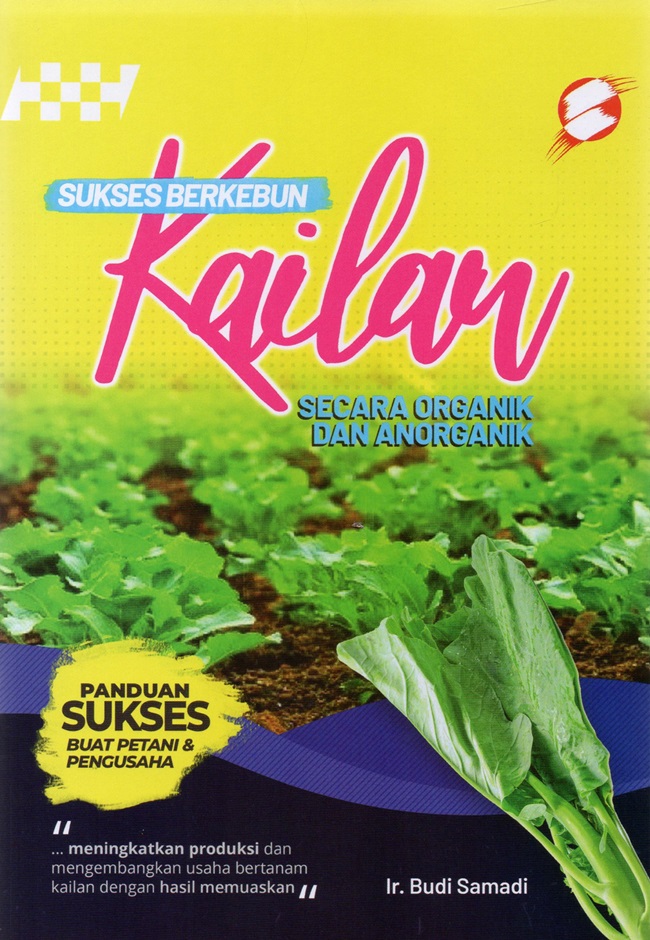 SUKSES BERKEBUN
Kailan
SECARA ORGANIK
DAN ANORGANIK
PANDUAN
SUKSES
BUAT PETANI &
PENGUSAHA
"
... meningkatkan produksi dan
mengembangkan usaha bertanam
kailan dengan hasil memuaskan "
Ir. Budi Samadi